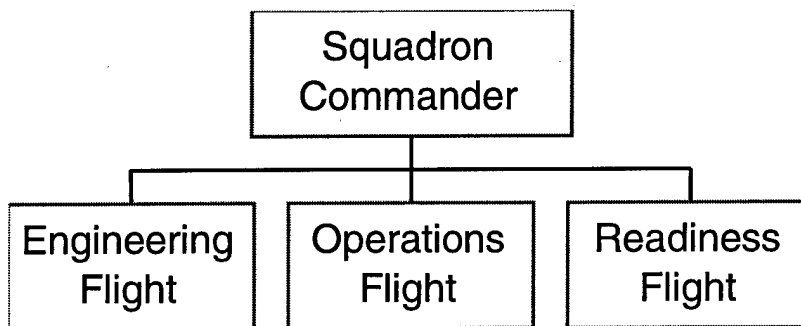 Squadron
Commander
Engineering
Flight
Operations
Flight
Readiness
Flight